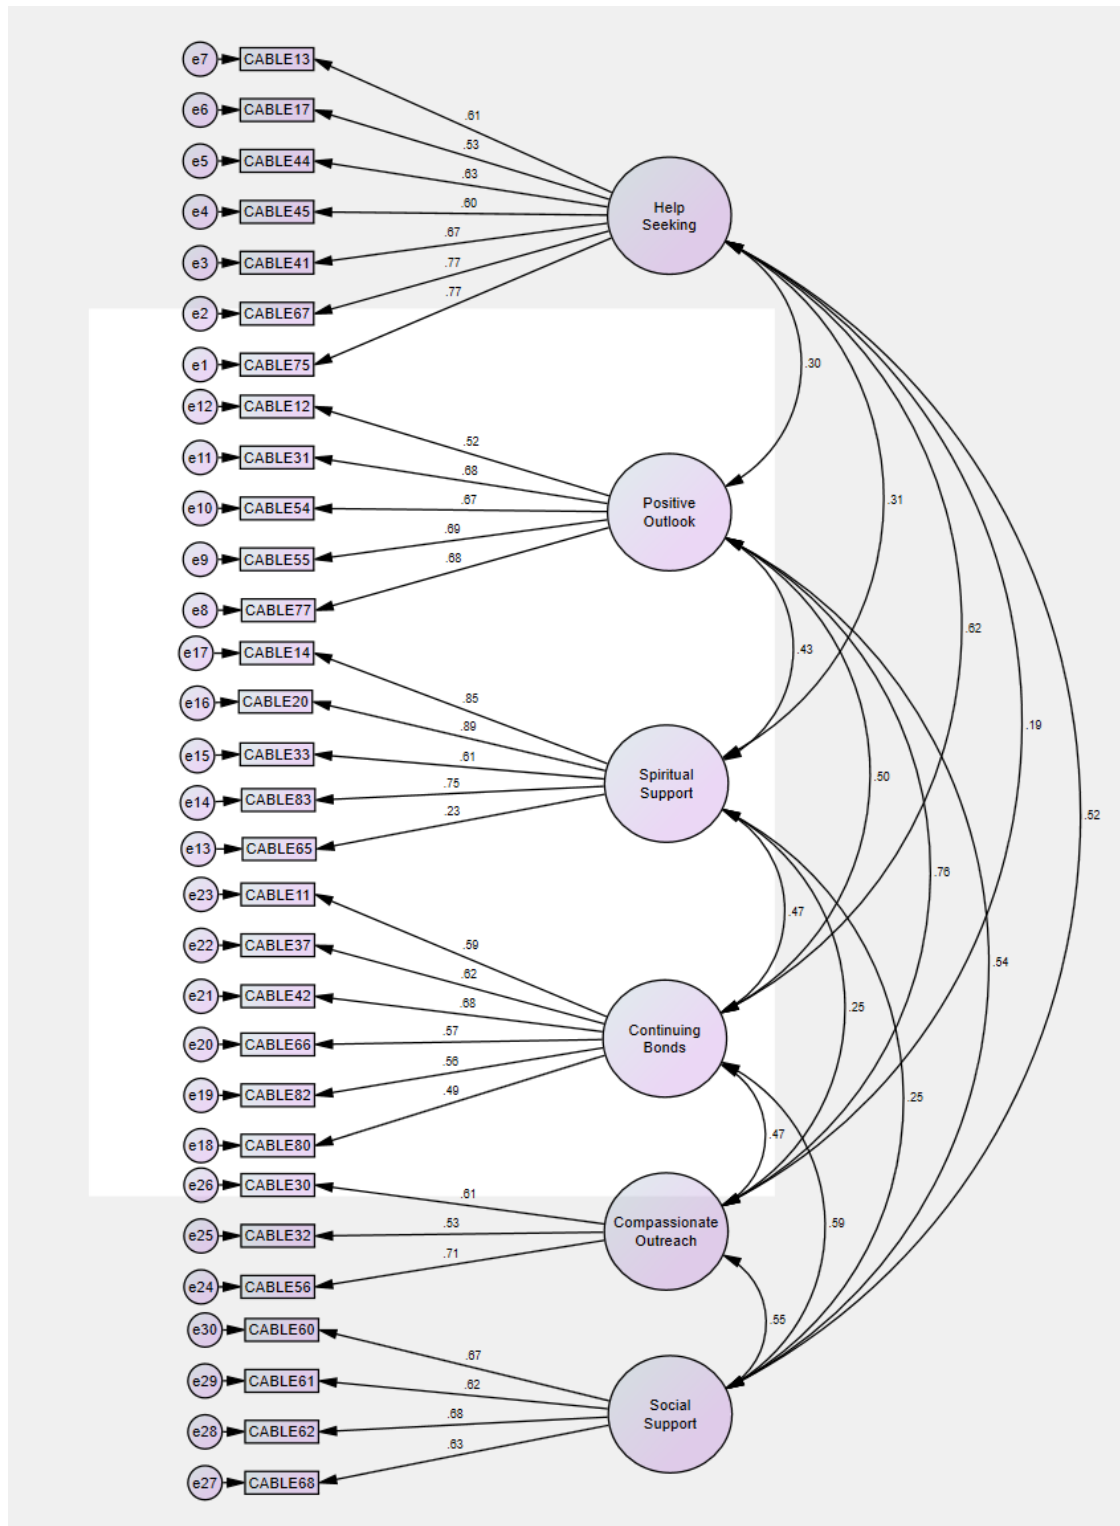 e7 CABLE13
.61
e6 CABLE17
.53
e5 CABLE44
.63
e4 CABLE45
.60
Help
Seeking
e3 CABLE41
.67
e2 CABLE67
.77
e1 CABLE75
.77
.30
e12 CABLE12
.52
e11 CABLE31
.68
e10 CABLE54
.67
Positive
Outlook
.31
e9 CABLE55
.69
e8 CABLE77
.68
.62
e17 CABLE14
.43
.85
e16 CABLE20
.89
.19
e15 CABLE33
.61
Spiritual
Support
.50
e14 CABLE83
.75
e13 CABLE65
.23
.52
.76
e23 CABLE11
.59
.47
e22 CABLE37
.62
.54
e21 CABLE42
.68
.25
Continuing
Bonds
e20 CABLE66
.57
e19 CABLE82
.56
.25
e18 CABLE80
.49
.47
e26 CABLE30
.61
Compassionate
Outreach
.59
e25 CABLE32
.53
e24 CABLE56
.71
.55
e30 CABLE60
.67
e29 CABLE61
.62
Social
Support
e28 CABLE62
.68
e27 CABLE68
.63